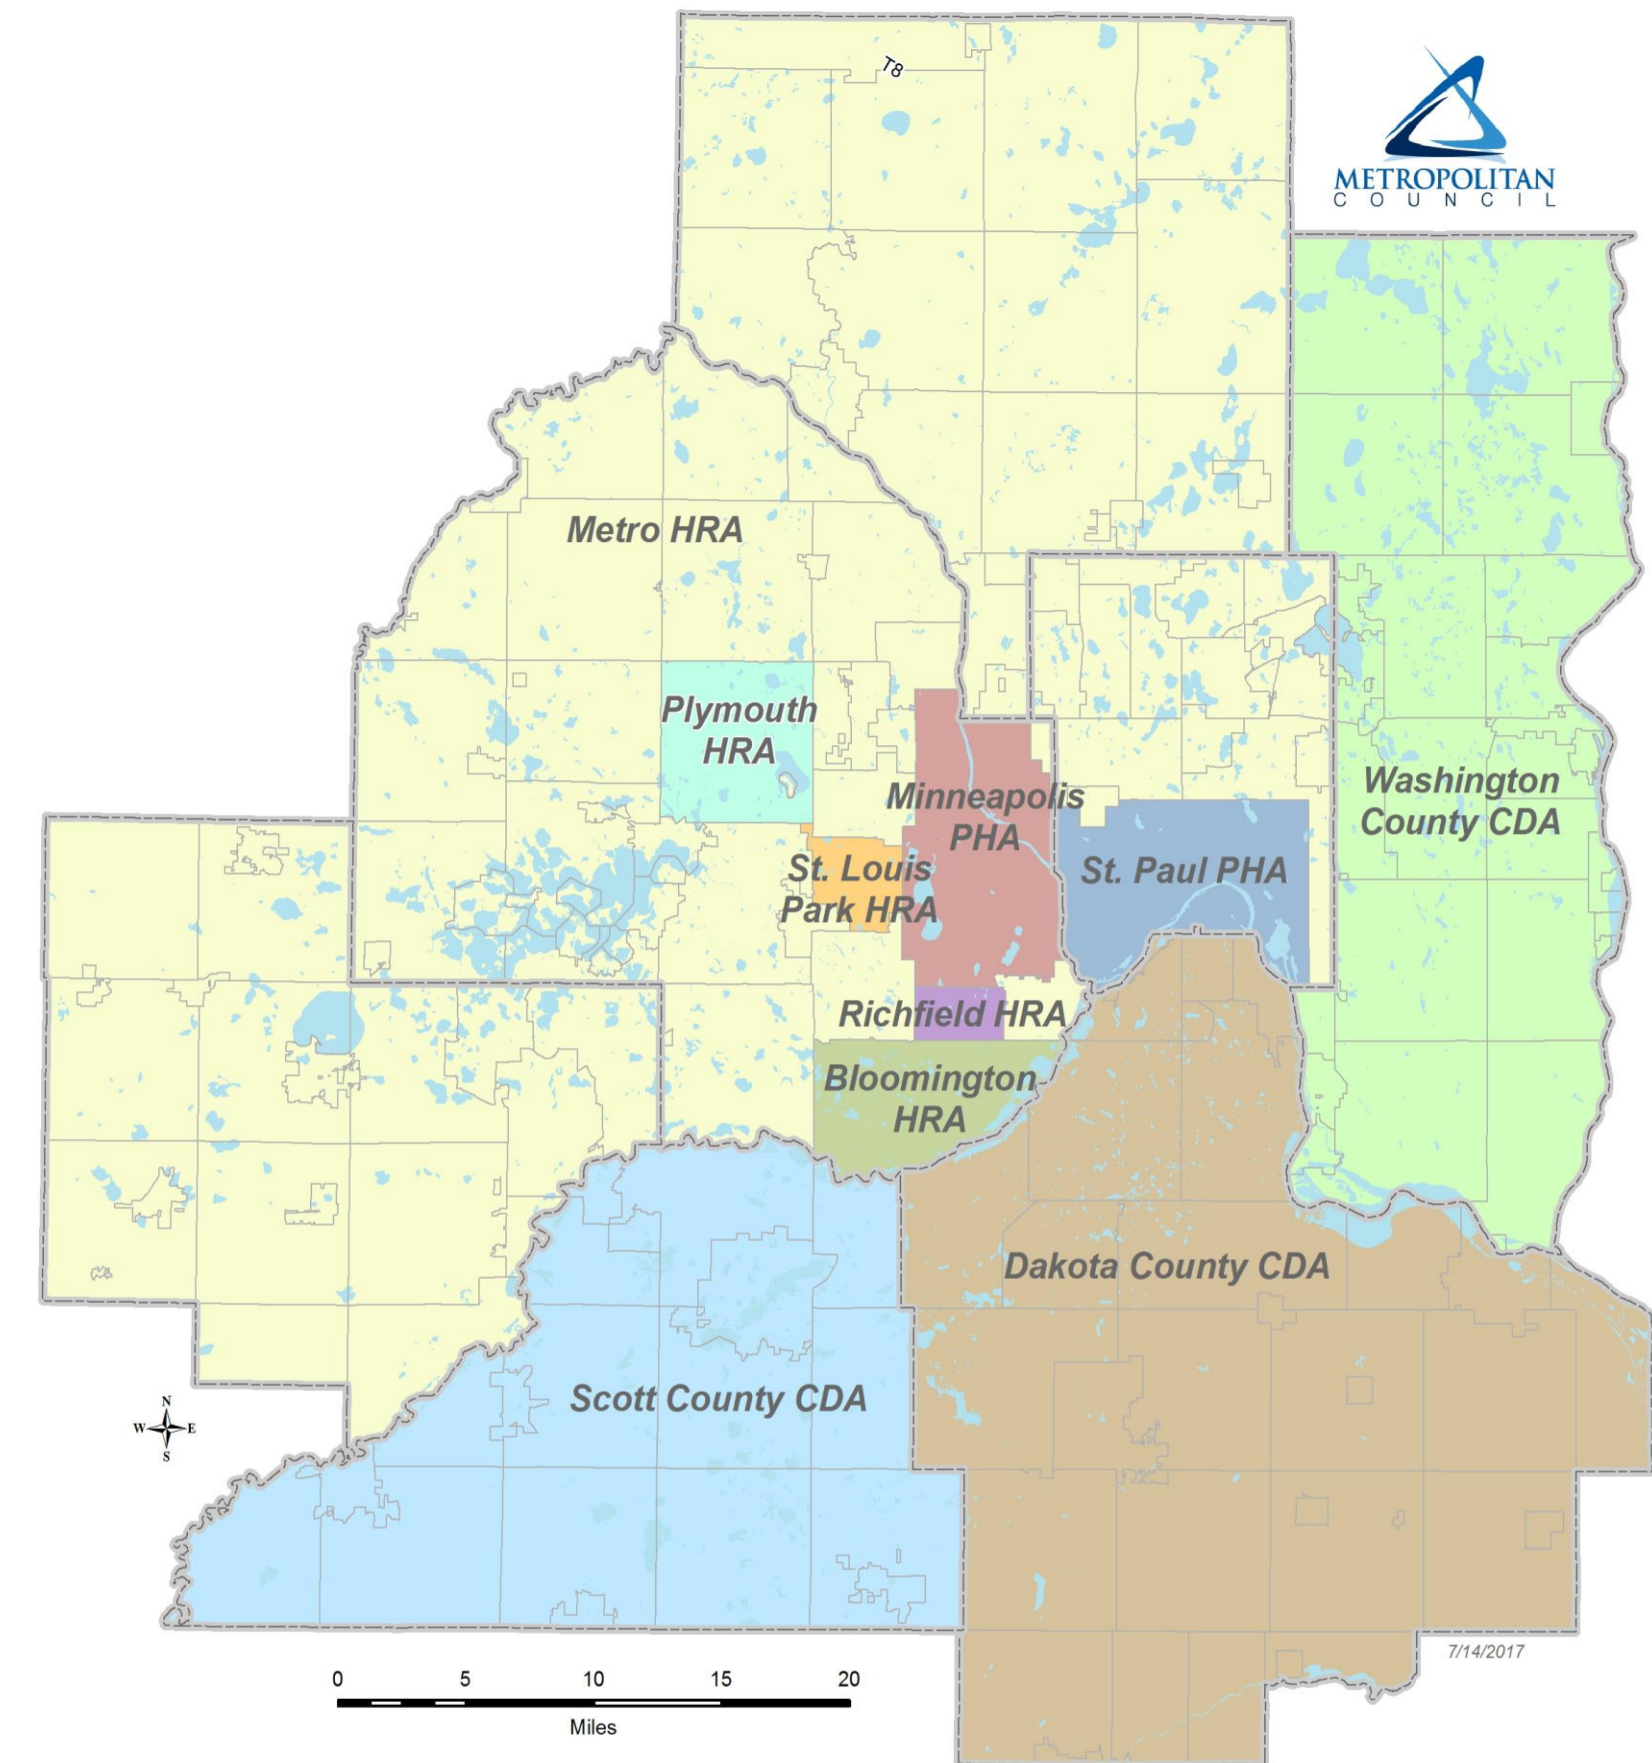 T8
METROPOLITAN
COUNCIL
Metro HRA
Plymouth
HRA
Minneapolis
PHA
Washington
County CDA
St. Louis
Park HRA
St. Paul PHA
Richfield HRA
Bloomington
HRA
Dakota County CDA
Scott County CDA
N
W E
S
7/14/2017
0 5 10 15 20
Miles